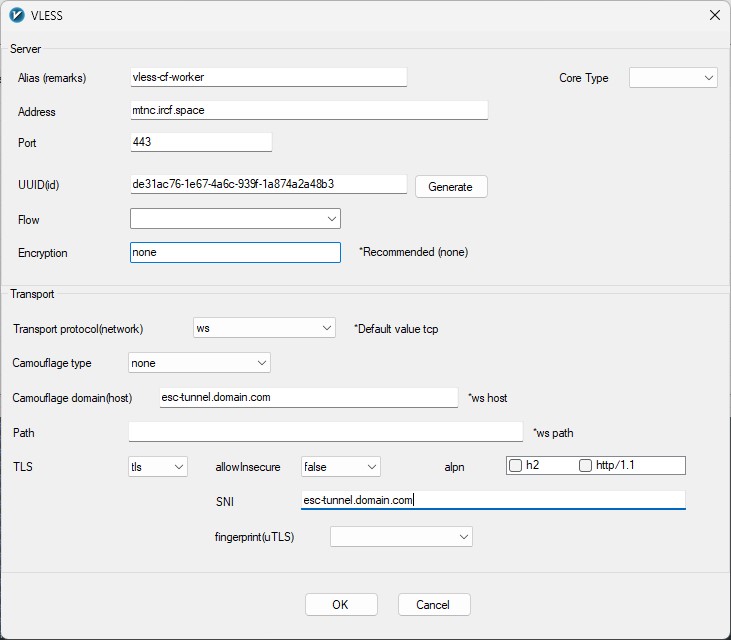 VLESS
Server
Alias (remarks) vless-cf-worker Core Type
Address mtnc.ircf.space
Port 443
UUID(id) de31ac76-1e67-4a6c-939f-1a874a2a48b3 Generate
Flow
Encryption none *Recommended (none)
Transport
Transport protocol(network) ws *Default value tcp
Camouflage type none
Camouflage domain(host) esc-tunnel.domain.com *ws host
Path *ws path
TLS tls allowInsecure false alpn h2 http/1.1
SNI esc-tunnel.domain.com
fingerprint(uTLS)
OK Cancel